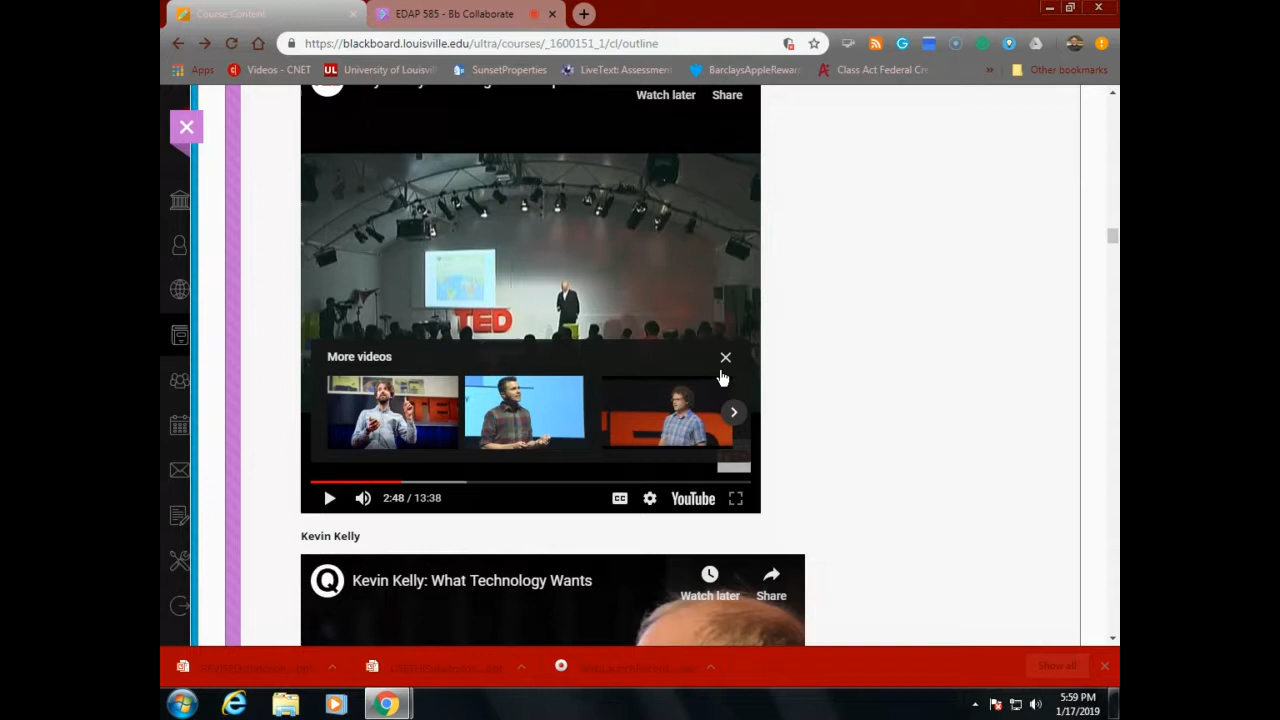 Course Content
EDAP 585 - Bb Collaborate
https://blackboard.louisville.edu/ultra/courses/_1600151_1/cl/outline
Apps
Videos - CNET
University of Louisvil
SunsetProperties
LiveText: Assessment
BarclaysAppleRewar
Class Act Federal Cre
»
Other bookmarks
Watch later
Share
TED
More videos
2:48 / 13:38
CC
YouTube
Kevin Kelly
Kevin Kelly: What Technology Wants
Watch later
Share
Show all
5:59 PM
1/17/2019